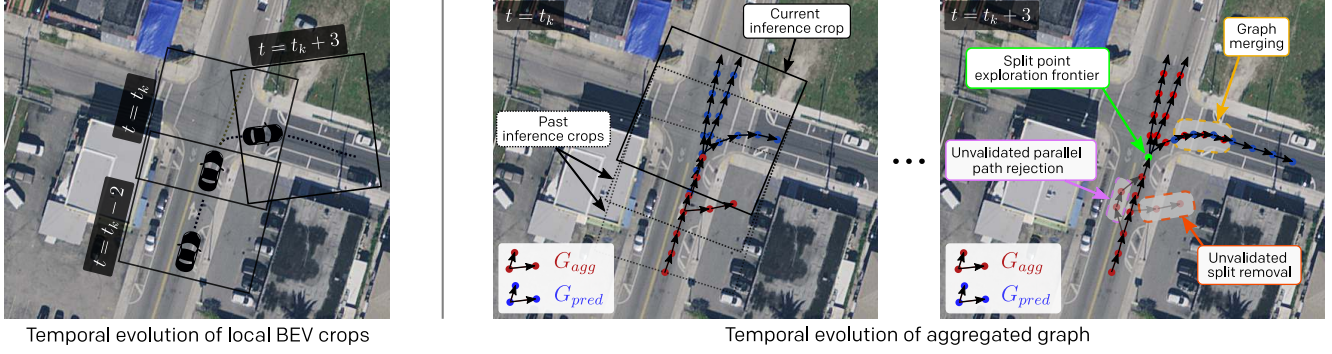 t = t_k + 3
t = t_k
t = t_k − 2
Temporal evolution of local BEV crops
t = t_k
Current
inference crop
Past
inference crops
G_agg
G_pred
...
t = t_k + 3
Graph
merging
Split point
exploration frontier
Unvalidated parallel
path rejection
Unvalidated
split removal
G_agg
G_pred
Temporal evolution of aggregated graph